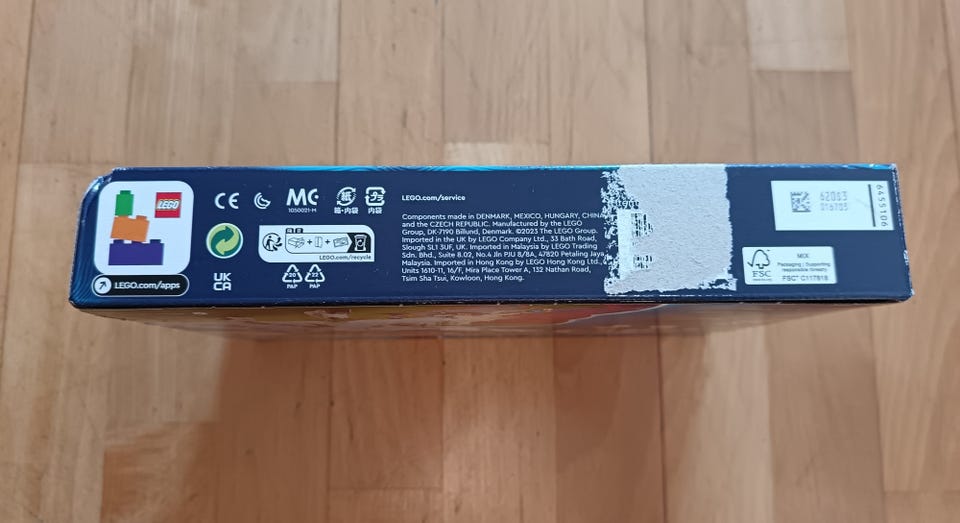 LEGO
LEGO.com/apps
CE
MC
1050021-M
箱・内袋
プラ
内袋
LEGO.com/recycle
UK
CA
20
PAP
22
PAP
LEGO.com/service
Components made in DENMARK, MEXICO, HUNGARY, CHINA
and the CZECH REPUBLIC. Manufactured by the LEGO
Group, DK-7190 Billund, Denmark. ©2023 The LEGO Group.
Imported in the UK by LEGO Company Ltd., 33 Bath Road,
Slough SL1 3UF, UK. Imported in Malaysia by LEGO Trading
Sdn. Bhd., Suite 8.02, No.4 Jln PJU 8/8A, 47820 Petaling Jaya,
Malaysia. Imported in Hong Kong by LEGO Hong Kong Ltd.,
Units 1610-11, 16/F, Mira Place Tower A, 132 Nathan Road,
Tsim Sha Tsui, Kowloon, Hong Kong.
6455106
FSC
MIX
Packaging | Supporting
responsible forestry
FSC® C117818